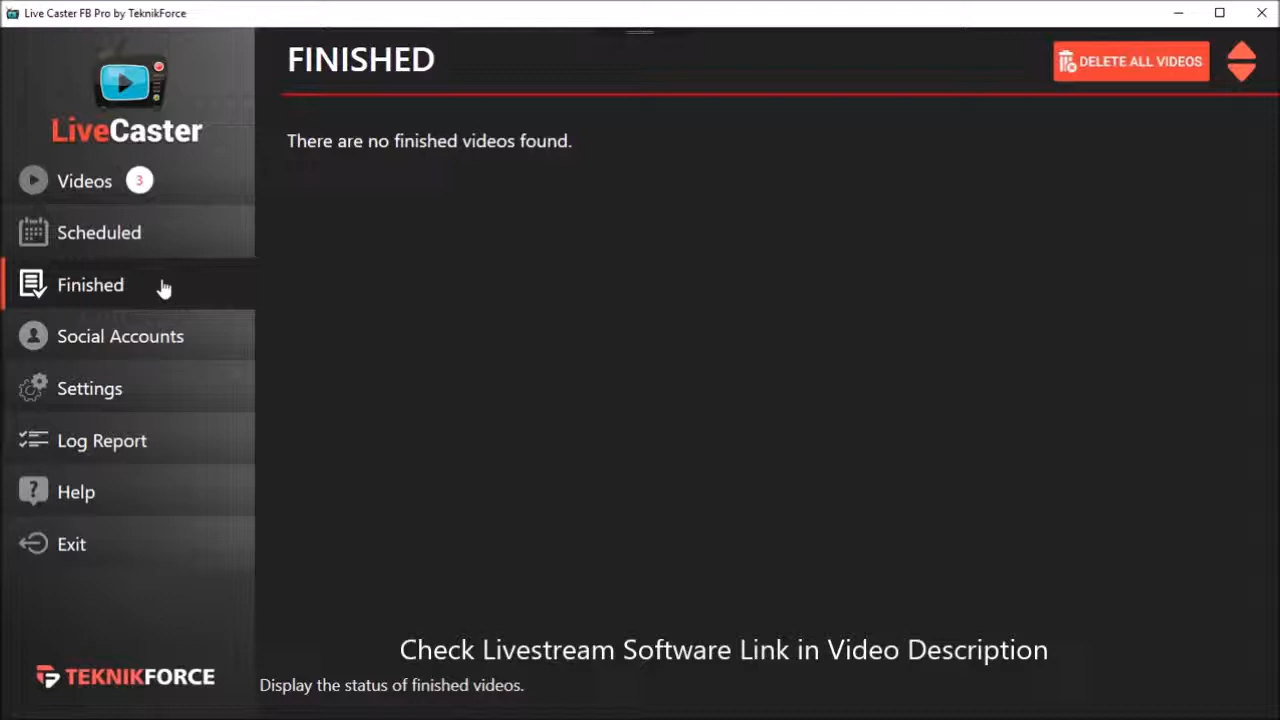 Live Caster FB Pro by TeknikForce
FINISHED
DELETE ALL VIDEOS
There are no finished videos found.
LiveCaster
Videos 3
Scheduled
Finished
Social Accounts
Settings
Log Report
? Help
Exit
Check Livestream Software Link in Video Description
TEKNIKFORCE
Display the status of finished videos.